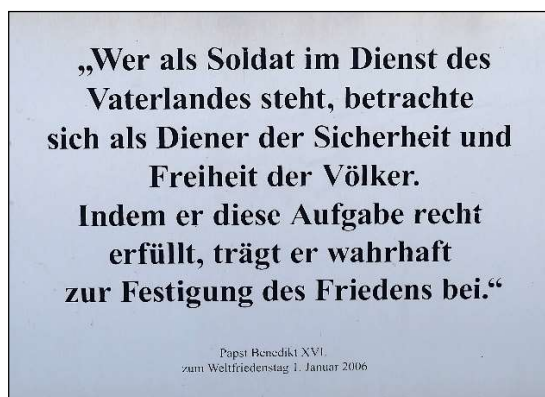 „Wer als Soldat im Dienst des
Vaterlandes steht, betrachte
sich als Diener der Sicherheit und
Freiheit der Völker.
Indem er diese Aufgabe recht
erfüllt, trägt er wahrhaft
zur Festigung des Friedens bei.“
Papst Benedikt XVI.
zum Weltfriedenstag 1. Januar 2006